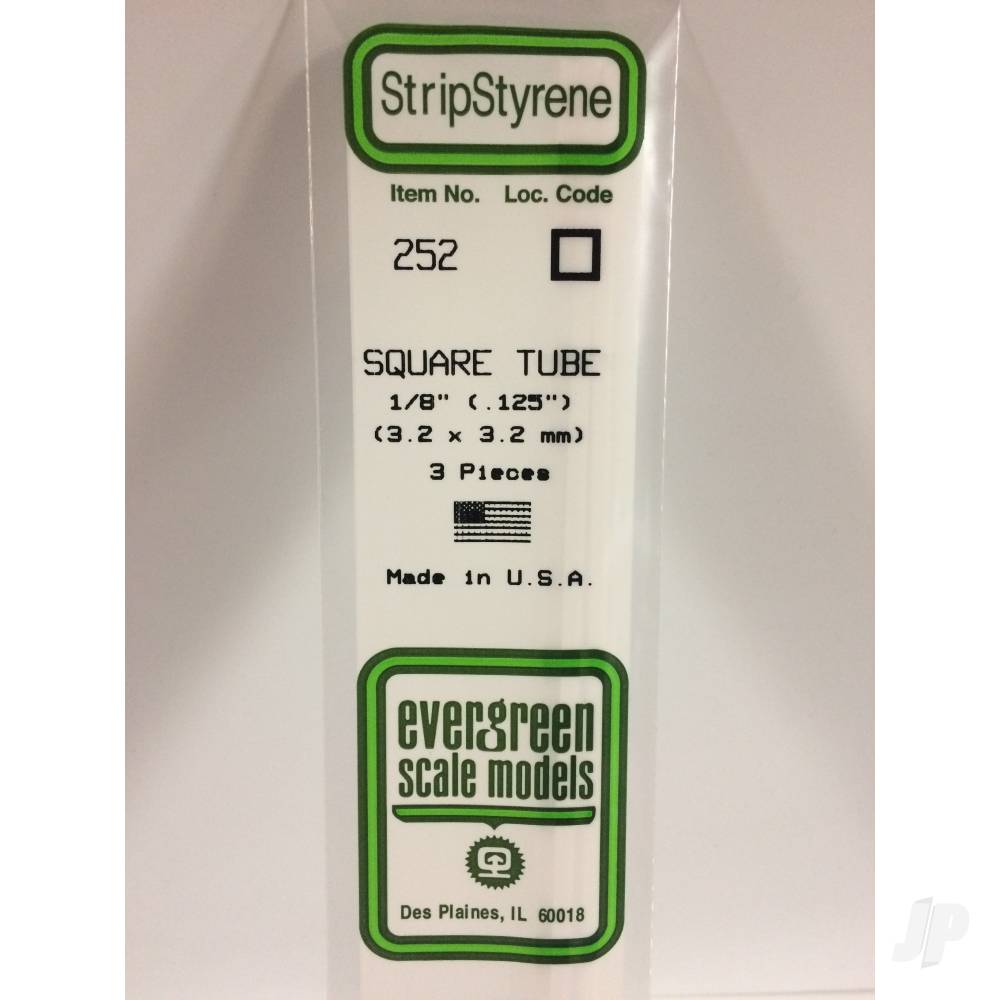 StripStyrene
Item No. Loc. Code
252
SQUARE TUBE
1/8" (.125")
(3.2 x 3.2 mm)
3 Pieces
Made in U.S.A.
evergreen
scale models
Des Plaines, IL 60018
JP